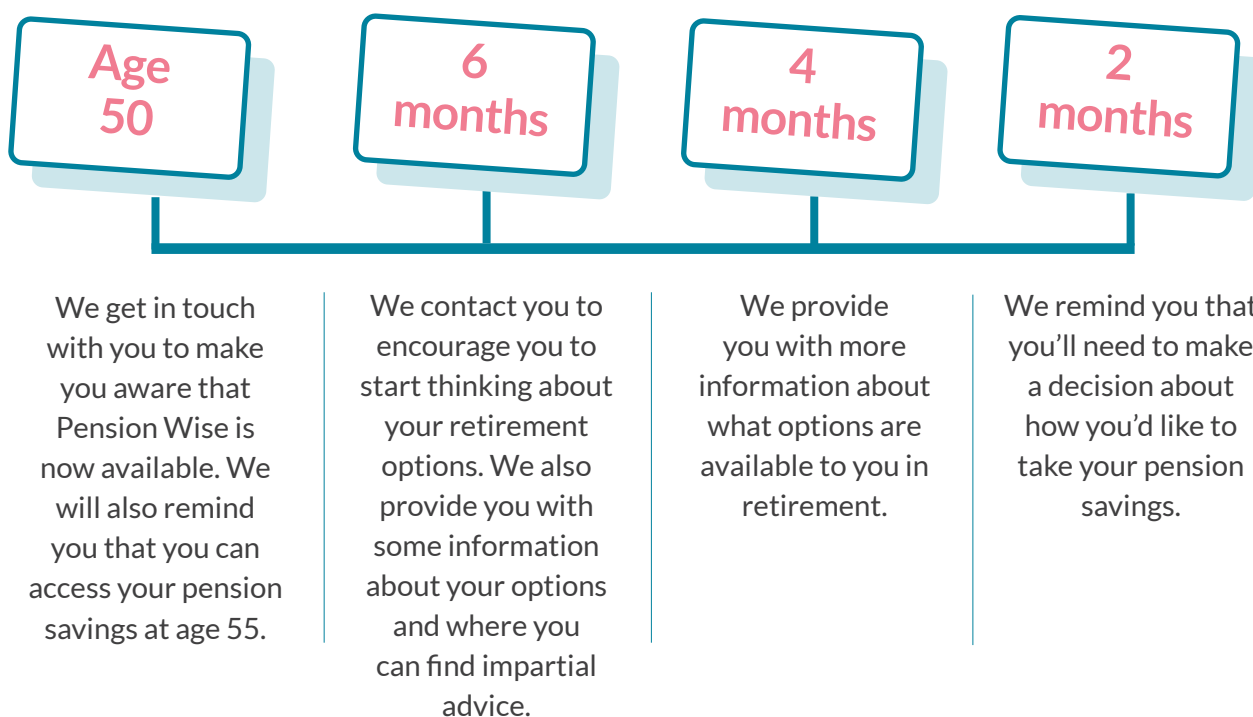 Age
50
We get in touch
with you to make
you aware that
Pension Wise is
now available. We
will also remind
you that you can
access your pension
savings at age 55.
6
months
We contact you to
encourage you to
start thinking about
your retirement
options. We also
provide you with
some information
about your options
and where you
can find impartial
advice.
4
months
We provide
you with more
information about
what options are
available to you in
retirement.
2
months
We remind you that
you'll need to make
a decision about
how you'd like to
take your pension
savings.